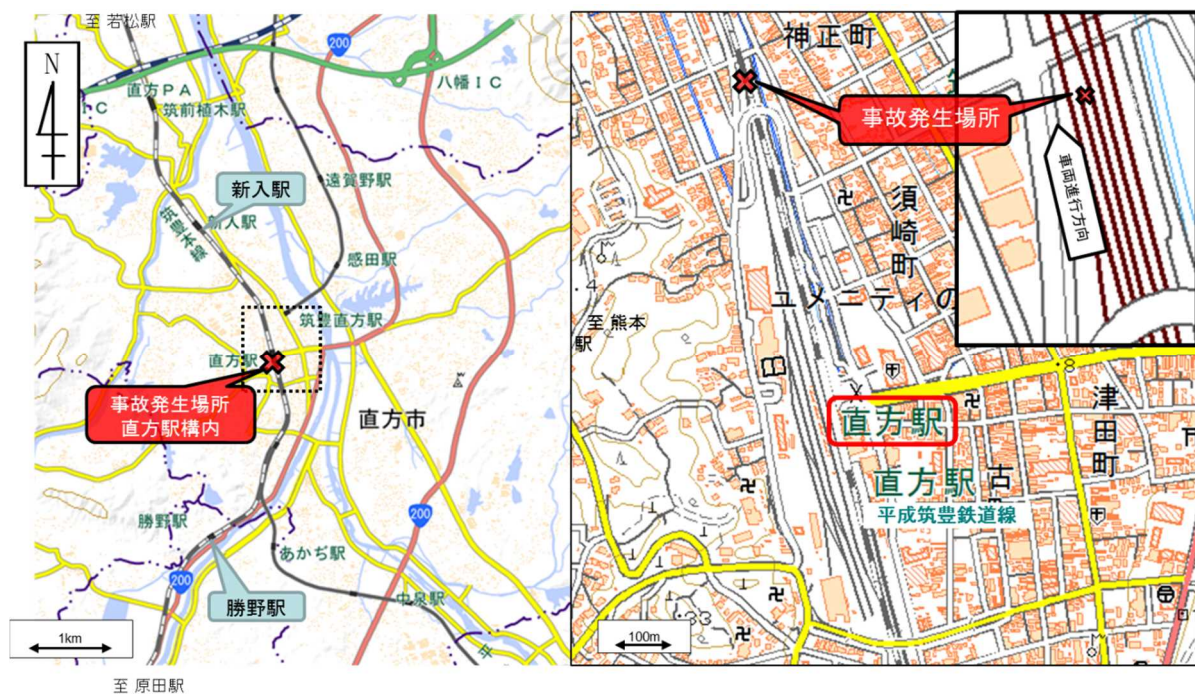 至 若松駅
N
200
直方PA
筑前植木駅
八幡IC
遠賀野駅
新入駅
新入駅
筑豊本線
感田駅
筑豊直方駅
直方駅
事故発生場所
直方駅構内
直方市
200
勝野駅
あかぢ駅
200
中泉駅
勝野駅
1km
至 原田駅
神正町
事故発生場所
車両進行方向
須崎町
ユメニティの
至 熊本
駅
8
直方駅
津田町
直方駅
古
平成筑豊鉄道線
33
100m